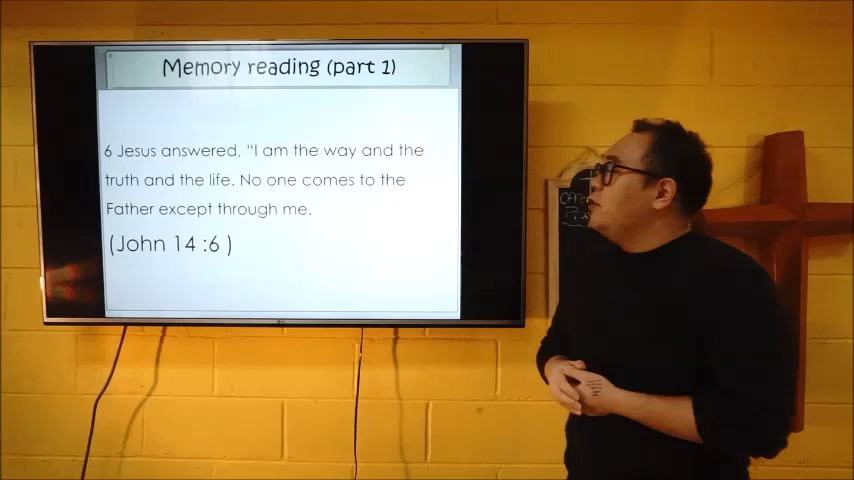 Memory reading (part 1)
6 Jesus answered, “I am the way and the
truth and the life. No one comes to the
Father except through me.
(John 14 :6 )